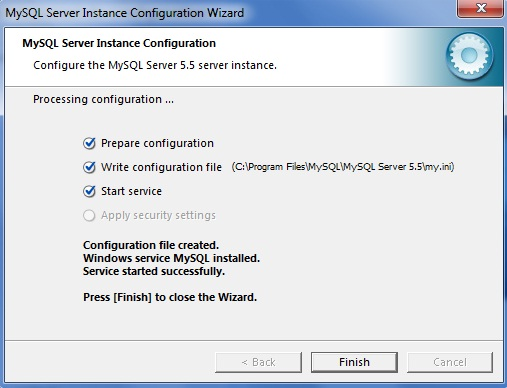 MySQL Server Instance Configuration Wizard
MySQL Server Instance Configuration
Configure the MySQL Server 5.5 server instance.
Processing configuration ...
Prepare configuration
Write configuration file (C:\Program Files\MySQL\MySQL Server 5.5\my.ini)
Start service
Apply security settings
Configuration file created.
Windows service MySQL installed.
Service started successfully.
Press [Finish] to close the Wizard.
< Back Finish Cancel